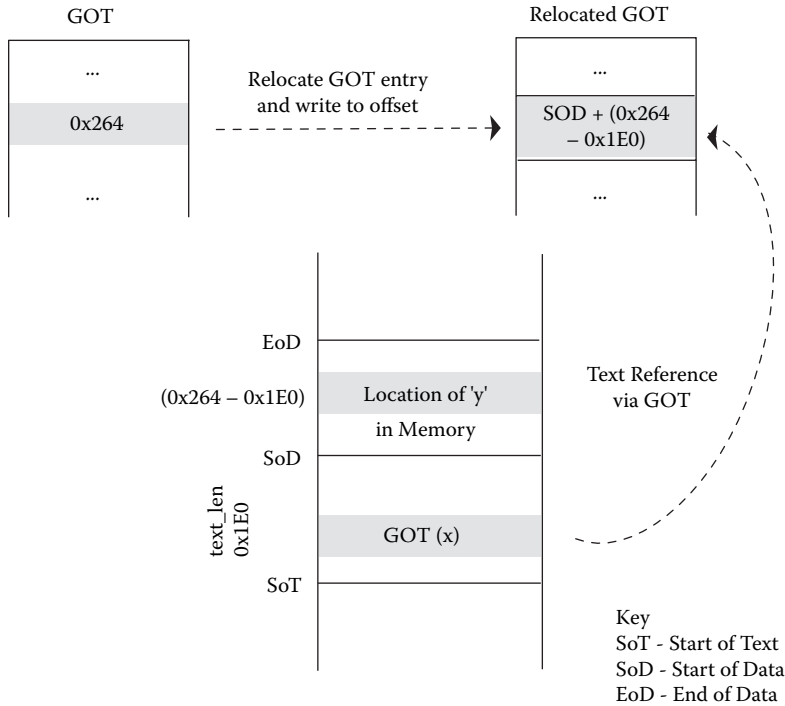 GOT
Relocated GOT
...
...
Relocate GOT entry
and write to offset
0x264
SOD + (0x264
– 0x1E0)
...
...
EoD
(0x264 – 0x1E0)
Location of 'y'
in Memory
Text Reference
via GOT
SoD
text_len
0x1E0
GOT (x)
SoT
Key
SoT - Start of Text
SoD - Start of Data
EoD - End of Data